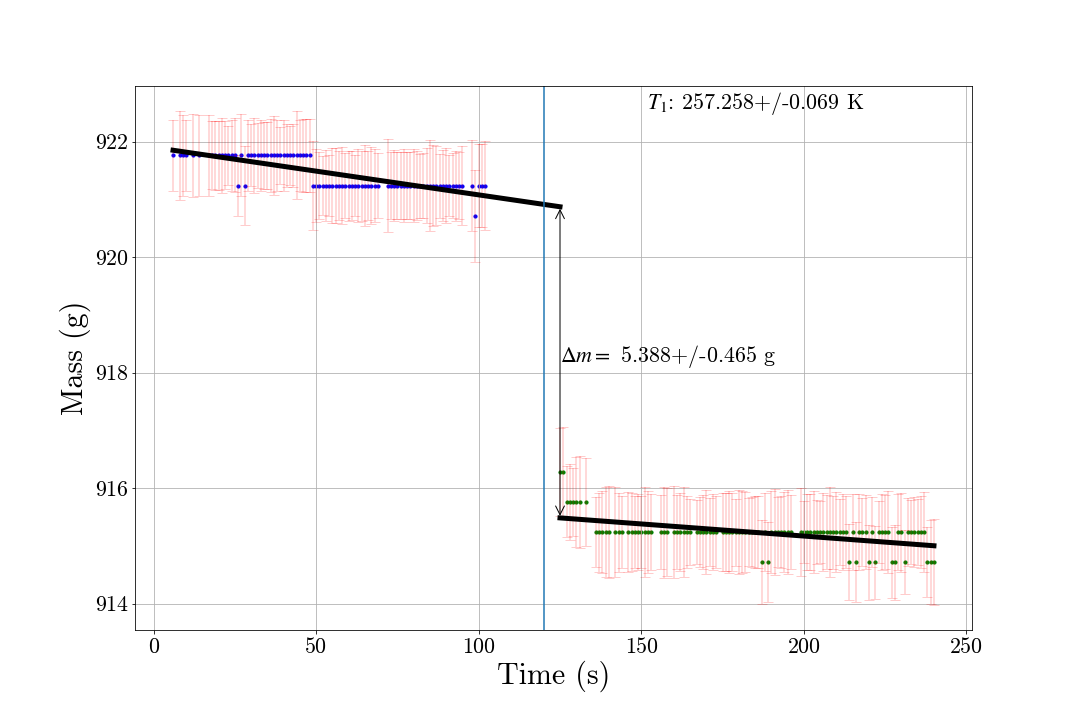 T₁: 257.258+/-0.069 K
922
920
Δm = 5.388+/-0.465 g
918
916
914
Mass (g)
0 50 100 150 200 250
Time (s)